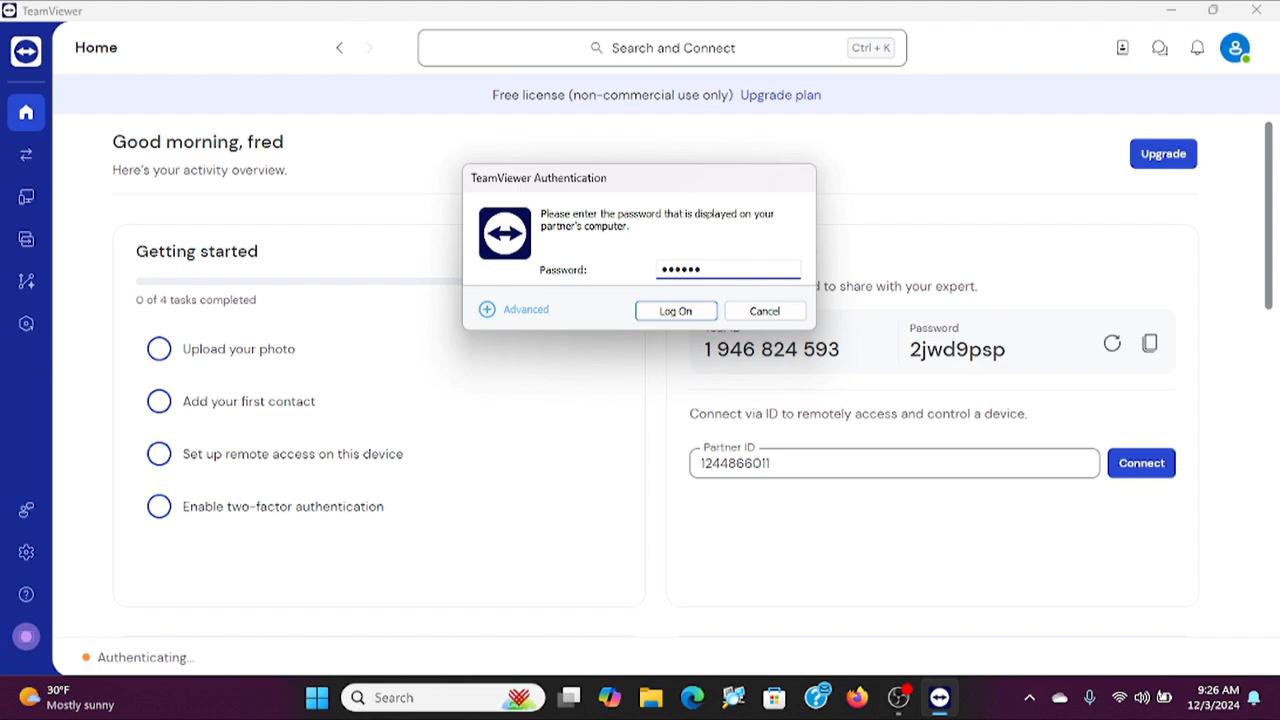 TeamViewer
Home
Search and Connect
Ctrl + K
Free license (non-commercial use only) Upgrade plan
Good morning, fred
Here's your activity overview.
Upgrade
TeamViewer Authentication
Please enter the password that is displayed on your
partner's computer.
Password:
••••••
Advanced
Log On
Cancel
Getting started
0 of 4 tasks completed
Upload your photo
Add your first contact
Set up remote access on this device
Enable two-factor authentication
to share with your expert.
1 946 824 593
Password
2jwd9psp
Connect via ID to remotely access and control a device.
Partner ID
1244866011
Connect
Authenticating...
30°F
Mostly sunny
Search
9:26 AM
12/3/2024